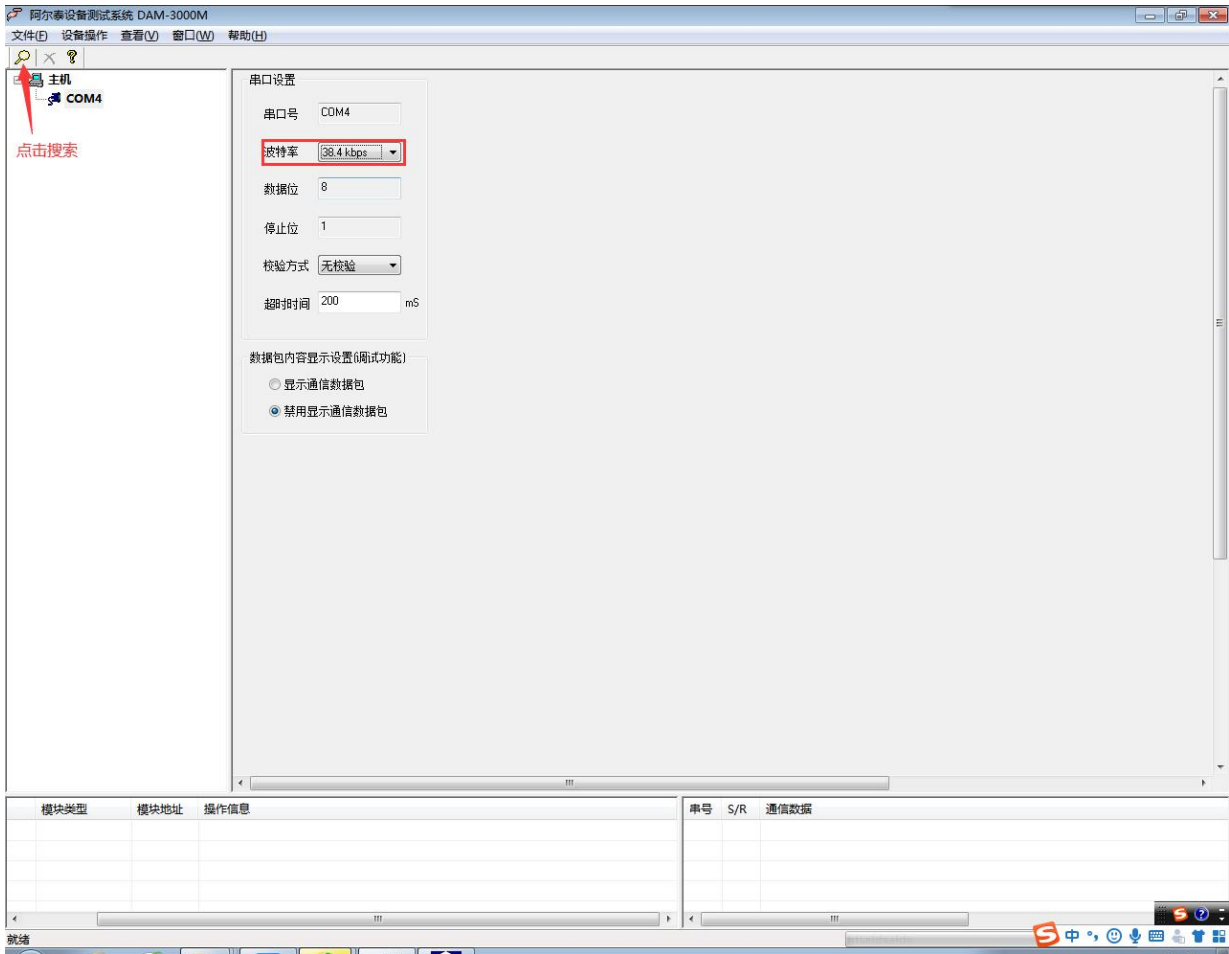 阿尔泰设备测试系统 DAM-3000M
文件(F) 设备操作 查看(V) 窗口(W) 帮助(H)
主机
COM4
点击搜索
串口设置
串口号 COM4
波特率 38.4 kbps
数据位 8
停止位 1
校验方式 无校验
超时时间 200 mS
数据包内容显示设置(调试功能)
显示通信数据包
禁用显示通信数据包
模块类型 模块地址 操作信息
串号 S/R 通信数据
就绪
中